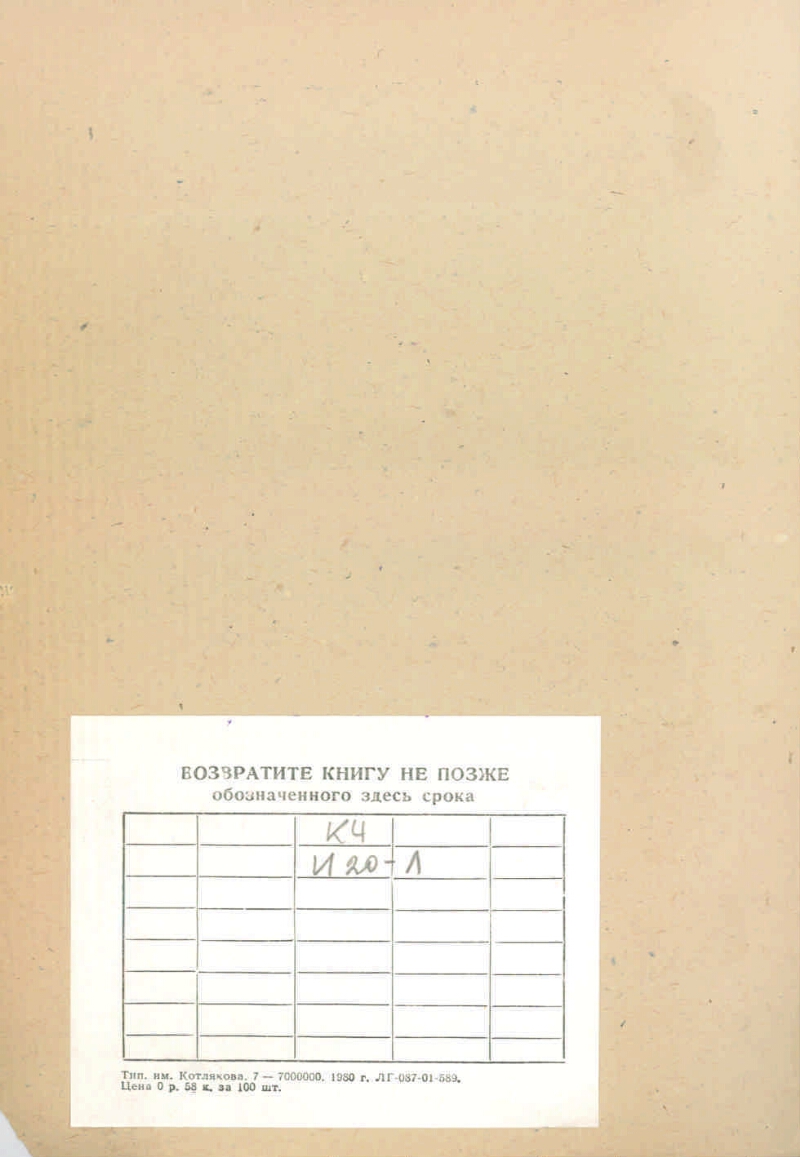 ВОЗВРАТИТЕ КНИГУ НЕ ПОЗЖЕ
обозначенного здесь срока
КЧ
И 20-Л
Тип. им. Котлякова. 7 — 7000000. 1980 г. ЛГ-087-01-589.
Цена 0 р. 58 к. за 100 шт.